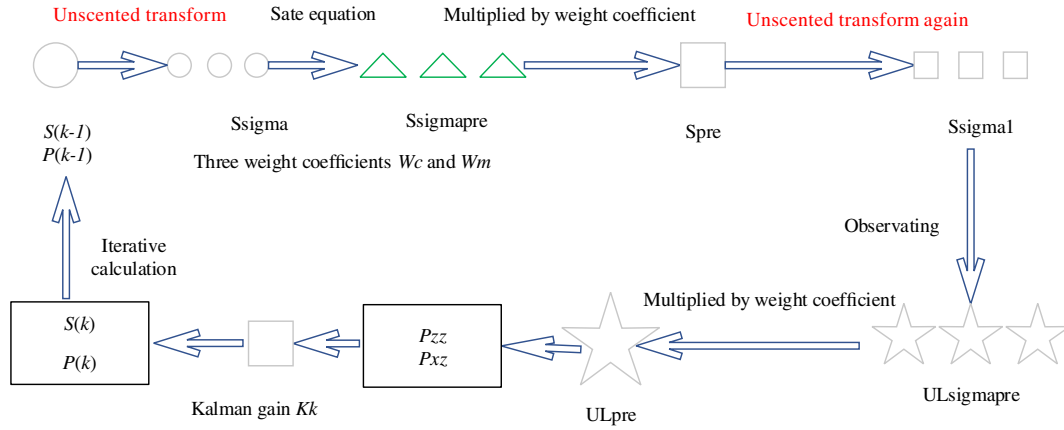 Unscented transform
Sate equation
Multiplied by weight coefficient
Unscented transform again
S(k-1)
P(k-1)
Ssigma
Ssigmapre
Spre
Ssigma1
Three weight coefficients Wc and Wm
Iterative
calculation
Observating
Multiplied by weight coefficient
S(k)
P(k)
Pzz
Pxz
Kalman gain Kk
ULpre
ULsigmapre